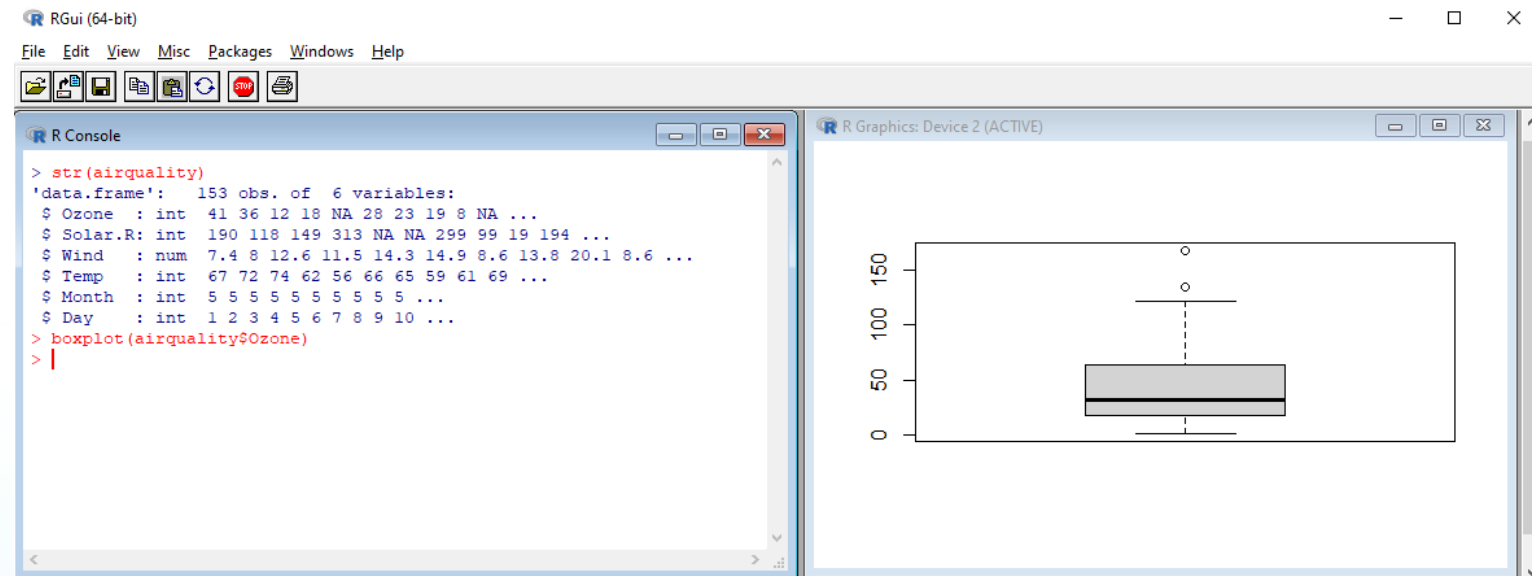 RGui (64-bit)
File Edit View Misc Packages Windows Help
STOP
R Console
> str(airquality)
'data.frame':   153 obs. of  6 variables:
 $ Ozone  : int  41 36 12 18 NA 28 23 19 8 NA ...
 $ Solar.R: int  190 118 149 313 NA NA 299 99 19 194 ...
 $ Wind   : num  7.4 8 12.6 11.5 14.3 14.9 8.6 13.8 20.1 8.6 ...
 $ Temp   : int  67 72 74 62 56 66 65 59 61 69 ...
 $ Month  : int  5 5 5 5 5 5 5 5 5 5 ...
 $ Day    : int  1 2 3 4 5 6 7 8 9 10 ...
> boxplot(airquality$Ozone)
>
R Graphics: Device 2 (ACTIVE)
150
100
50
0